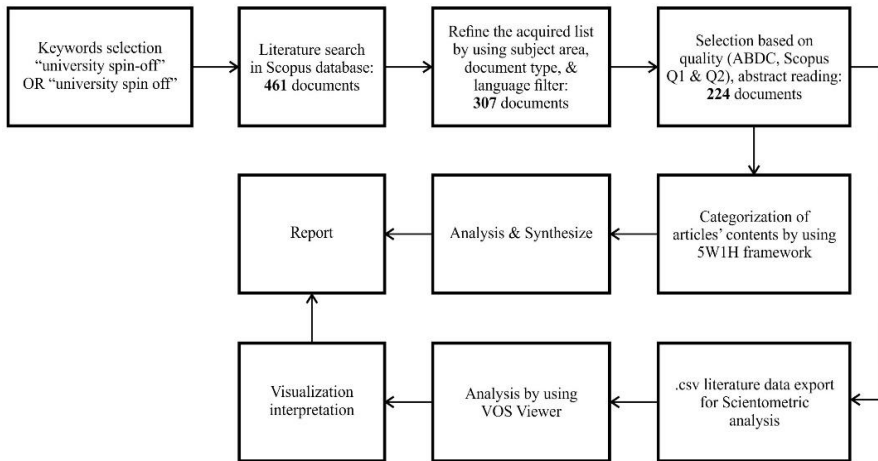 Keywords selection
“university spin-off”
OR “university spin off”
Literature search
in Scopus database:
461 documents
Refine the acquired list
by using subject area,
document type, &
language filter:
307 documents
Selection based on
quality (ABDC, Scopus
Q1 & Q2), abstract reading:
224 documents
Report
Analysis & Synthesize
Categorization of
articles’ contents by using
5W1H framework
Visualization
interpretation
Analysis by using
VOS Viewer
.csv literature data export
for Scientometric
analysis